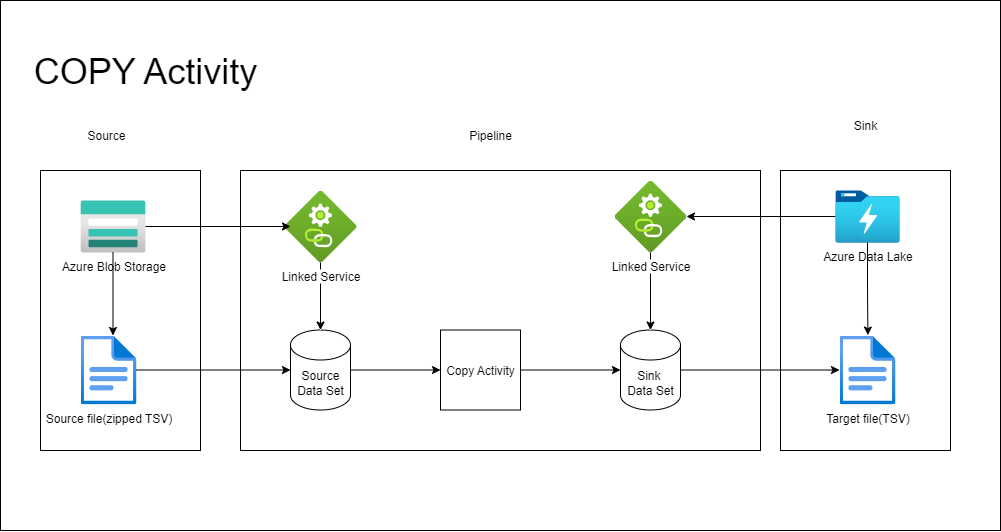 COPY Activity
Source
Pipeline
Sink
Azure Blob Storage
Linked Service
Linked Service
Azure Data Lake
Source
Data Set
Copy Activity
Sink
Data Set
Source file(zipped TSV)
Target file(TSV)